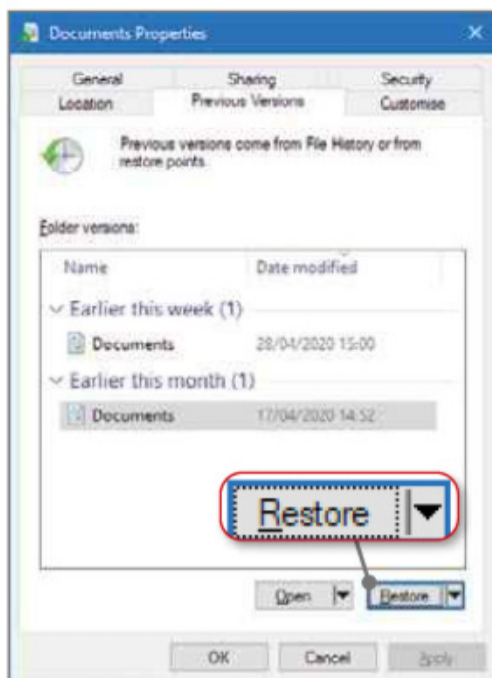 Documents Properties
General Sharing Security
Location Previous Versions Customise
Previous versions come from File History or from
restore points.
Folder versions:
Name Date modified
Earlier this week (1)
Documents 28/04/2020 15:00
Earlier this month (1)
Documents 17/04/2020 14:52
Restore
Open Restore
OK Cancel Apply